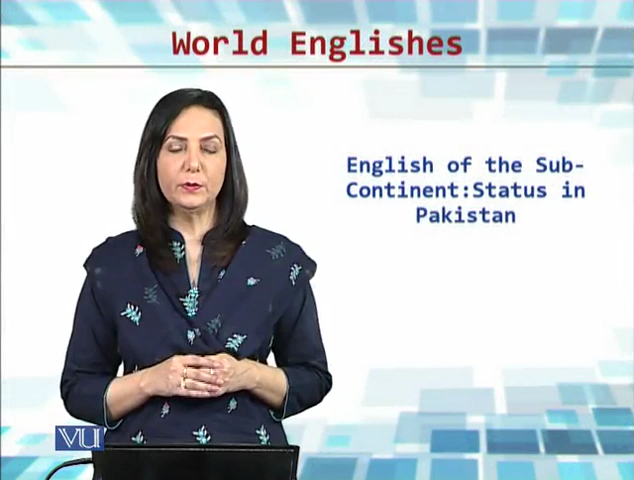 World Englishes
English of the Sub-
Continent:Status in
Pakistan
VU